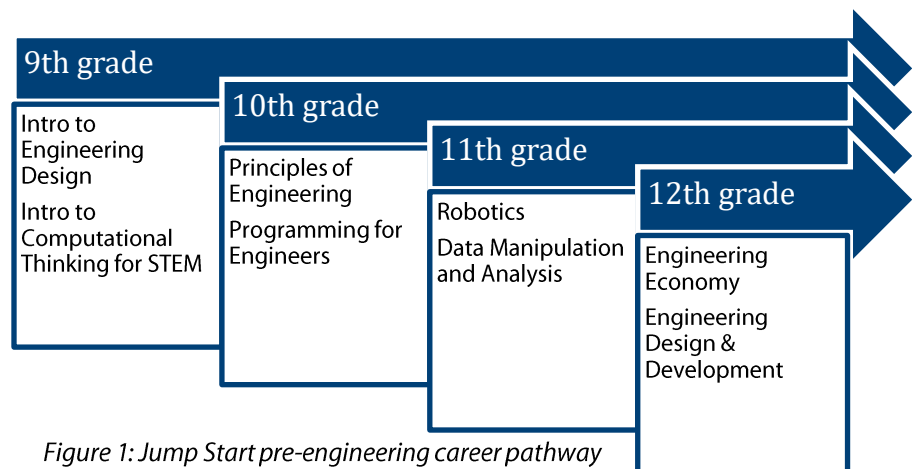 9th grade
Intro to
Engineering
Design
Intro to
Computational
Thinking for STEM
10th grade
Principles of
Engineering
Programming for
Engineers
11th grade
Robotics
Data Manipulation
and Analysis
12th grade
Engineering
Economy
Engineering
Design &
Development
Figure 1: Jump Start pre-engineering career pathway